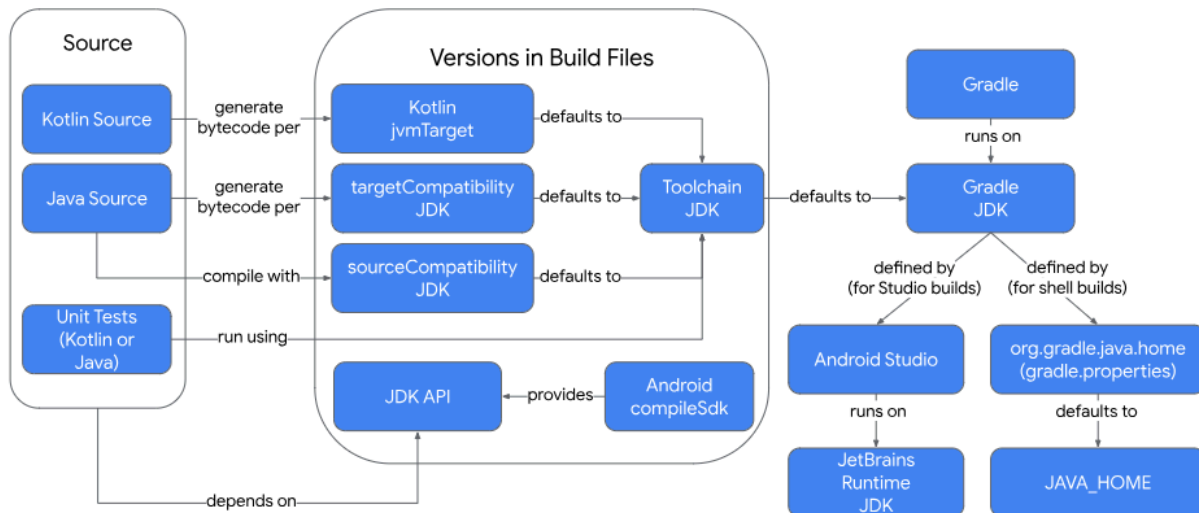 Source
Versions in Build Files
Kotlin Source
generate
bytecode per
Kotlin
jvmTarget
defaults to
Java Source
generate
bytecode per
targetCompatibility
JDK
defaults to
Toolchain
JDK
defaults to
compile with
sourceCompatibility
JDK
defaults to
Unit Tests
(Kotlin or
Java)
run using
JDK API
provides
Android
compileSdk
depends on
Gradle
runs on
Gradle
JDK
defined by
(for Studio builds)
defined by
(for shell builds)
Android Studio
org.gradle.java.home
(gradle.properties)
runs on
defaults to
JetBrains
Runtime
JDK
JAVA_HOME